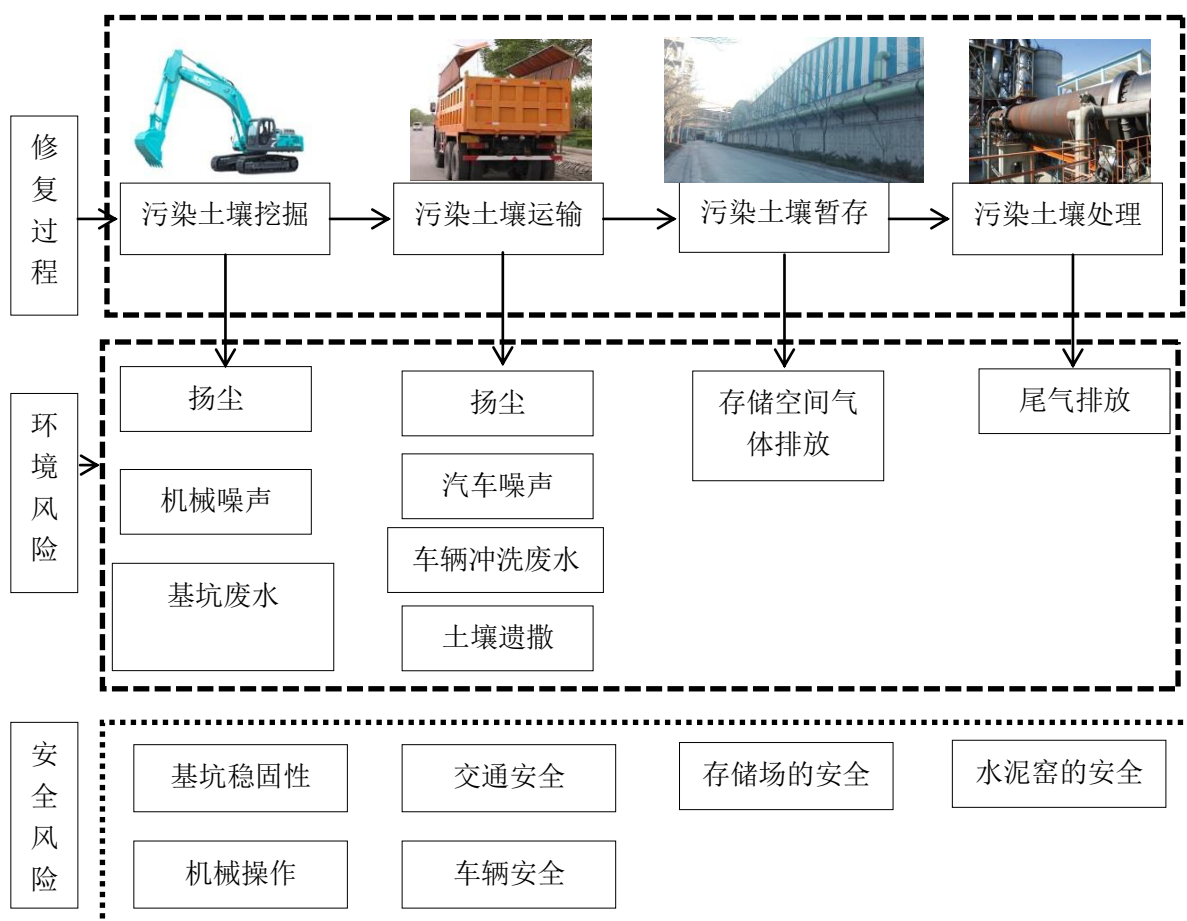 修复过程
污染土壤挖掘
污染土壤运输
污染土壤暂存
污染土壤处理
环境风险
扬尘
机械噪声
基坑废水
扬尘
汽车噪声
车辆冲洗废水
土壤遗撒
存储空间气
体排放
尾气排放
安全风险
基坑稳固性
机械操作
交通安全
车辆安全
存储场的安全
水泥窑的安全